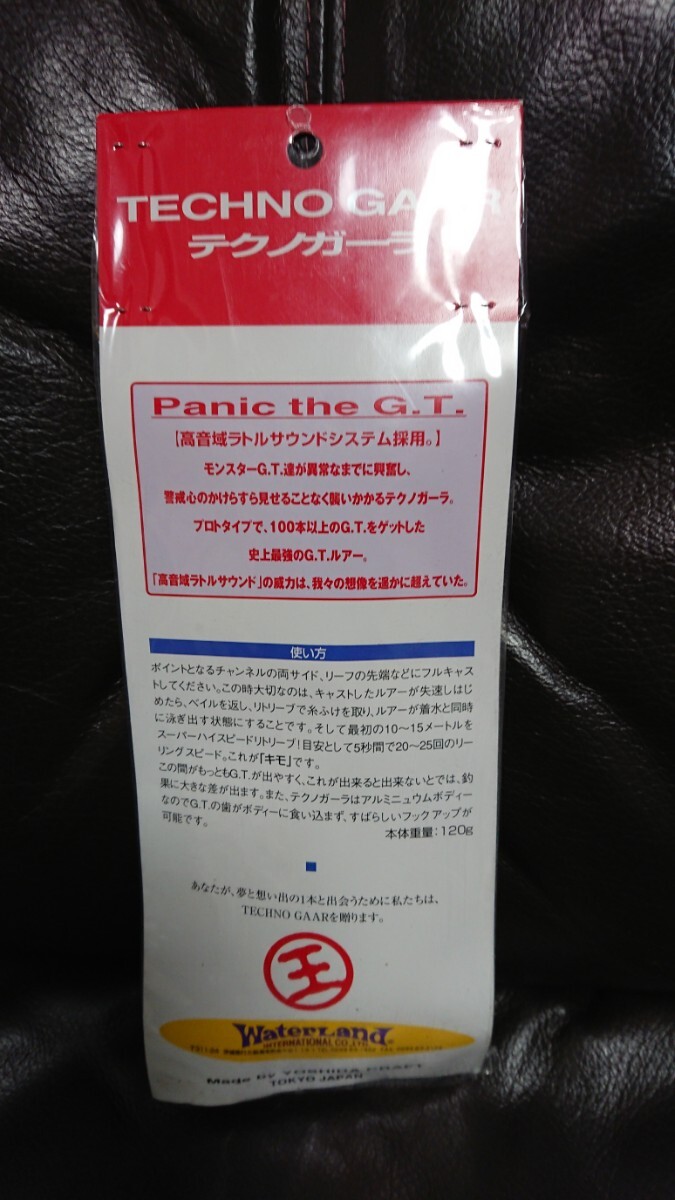 TECHNO GAAR
テクノガーラ
Panic the G.T.
【高音域ラトルサウンドシステム採用。】
モンスターG.T.達が異常なまでに興奮し、
警戒心のかけらすら見せることなく襲いかかるテクノガーラ。
プロトタイプで、100本以上のG.T.をゲットした
史上最強のG.T.ルアー。
「高音域ラトルサウンド」の威力は、我々の想像を遥かに超えていた。
使い方
ポイントとなるチャンネルの両サイド、リーフの先端などにフルキャス
トしてください。この時大切なのは、キャストしたルアーが失速しはじ
めたら、ベイルを返し、リトリーブで糸ふけを取り、ルアーが着水と同時
に泳ぎ出す状態にすることです。そして最初の10〜15メートルを
スーパーハイスピードリトリーブ!目安として5秒間で20〜25回のリー
リングスピード。これが「キモ」です。
この間がもっともG.T.が出やすく、これが出来ると出来ないとでは、釣
果に大きな差が出ます。また、テクノガーラはアルミニュウムボディー
なのでG.T.の歯がボディーに食い込まず、すばらしいフックアップが
可能です。
本体重量:120g
あなたが、夢と想い出の1本と出会うために私たちは、
TECHNO GAARを贈ります。
王
WaterLand®
INTERNATIONAL CO.,LTD.
Made by YOSHIDA CRAFT
TOKYO JAPAN